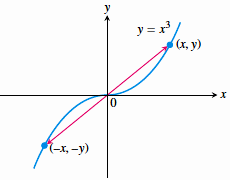 y
y = x³
(x, y)
x
0
(–x, –y)